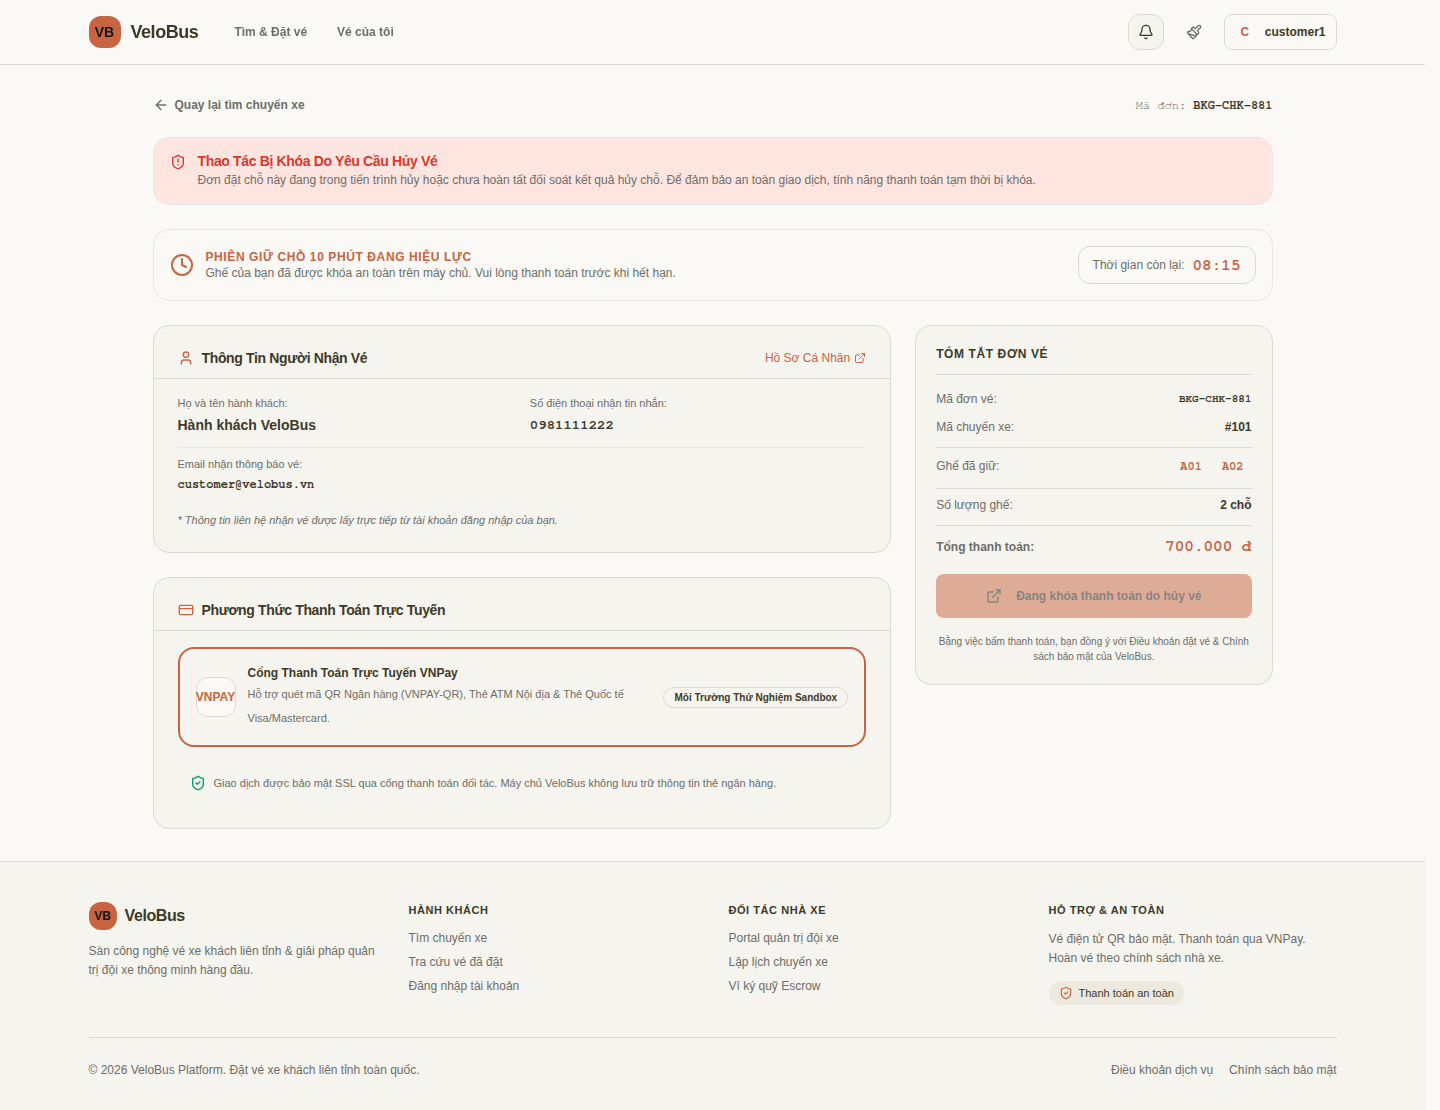 VB VeloBus Tìm & Đặt vé Vé của tôi C customer1
Quay lại tìm chuyến xe Mã đơn: BKG-CHK-881
Thao Tác Bị Khóa Do Yêu Cầu Hủy Vé
Đơn đặt chỗ này đang trong tiến trình hủy hoặc chưa hoàn tất đối soát kết quả hủy chỗ. Để đảm bảo an toàn giao dịch, tính năng thanh toán tạm thời bị khóa.
PHIÊN GIỮ CHỖ 10 PHÚT ĐANG HIỆU LỰC
Ghế của bạn đã được khóa an toàn trên máy chủ. Vui lòng thanh toán trước khi hết hạn.
Thời gian còn lại: 08:15
Thông Tin Người Nhận Vé Hồ Sơ Cá Nhân
Họ và tên hành khách: Số điện thoại nhận tin nhắn:
Hành khách VeloBus 0981111222
Email nhận thông báo vé:
customer@velobus.vn
* Thông tin liên hệ nhận vé được lấy trực tiếp từ tài khoản đăng nhập của bạn.
Phương Thức Thanh Toán Trực Tuyến
VNPAY
Cổng Thanh Toán Trực Tuyến VNPay
Hỗ trợ quét mã QR Ngân hàng (VNPAY-QR), Thẻ ATM Nội địa & Thẻ Quốc tế
Visa/Mastercard.
Môi Trường Thử Nghiệm Sandbox
Giao dịch được bảo mật SSL qua cổng thanh toán đối tác. Máy chủ VeloBus không lưu trữ thông tin thẻ ngân hàng.
TÓM TẮT ĐƠN VÉ
Mã đơn vé: BKG-CHK-881
Mã chuyến xe: #101
Ghế đã giữ: A01 A02
Số lượng ghế: 2 chỗ
Tổng thanh toán: 700.000 đ
Đang khóa thanh toán do hủy vé
Bằng việc bấm thanh toán, bạn đồng ý với Điều khoản đặt vé & Chính
sách bảo mật của VeloBus.
VB VeloBus
Sàn công nghệ vé xe khách liên tỉnh & giải pháp quản
trị đội xe thông minh hàng đầu.
HÀNH KHÁCH
Tìm chuyến xe
Tra cứu vé đã đặt
Đăng nhập tài khoản
ĐỐI TÁC NHÀ XE
Portal quản trị đội xe
Lập lịch chuyến xe
Ví ký quỹ Escrow
HỖ TRỢ & AN TOÀN
Vé điện tử QR bảo mật. Thanh toán qua VNPay.
Hoàn vé theo chính sách nhà xe.
Thanh toán an toàn
© 2026 VeloBus Platform. Đặt vé xe khách liên tỉnh toàn quốc.
Điều khoản dịch vụ Chính sách bảo mật